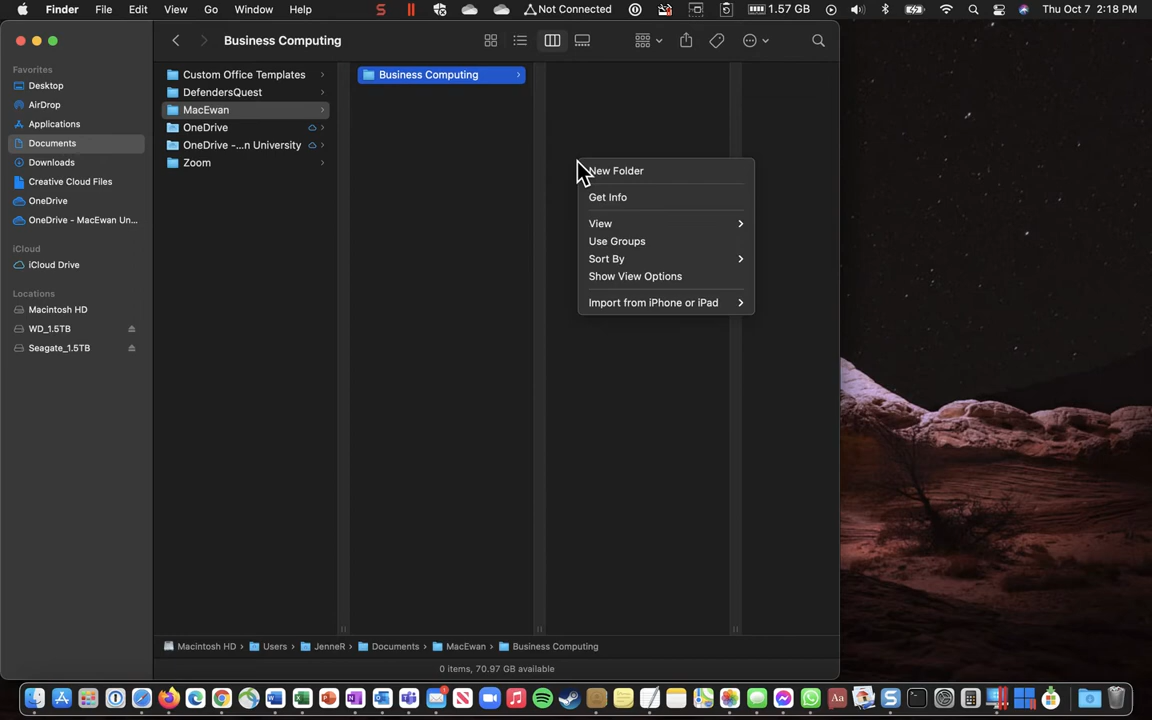 Finder File Edit View Go Window Help Not Connected 1.57 GB Thu Oct 7 2:18 PM
Business Computing
Favorites
Desktop
AirDrop
Applications
Documents
Downloads
Creative Cloud Files
OneDrive
OneDrive - MacEwan Un...
iCloud
iCloud Drive
Locations
Macintosh HD
WD_1.5TB
Seagate_1.5TB
Custom Office Templates
DefendersQuest
MacEwan
OneDrive
OneDrive -...n University
Zoom
Business Computing
New Folder
Get Info
View
Use Groups
Sort By
Show View Options
Import from iPhone or iPad
Macintosh HD › Users › JenneR › Documents › MacEwan › Business Computing
0 items, 70.97 GB available